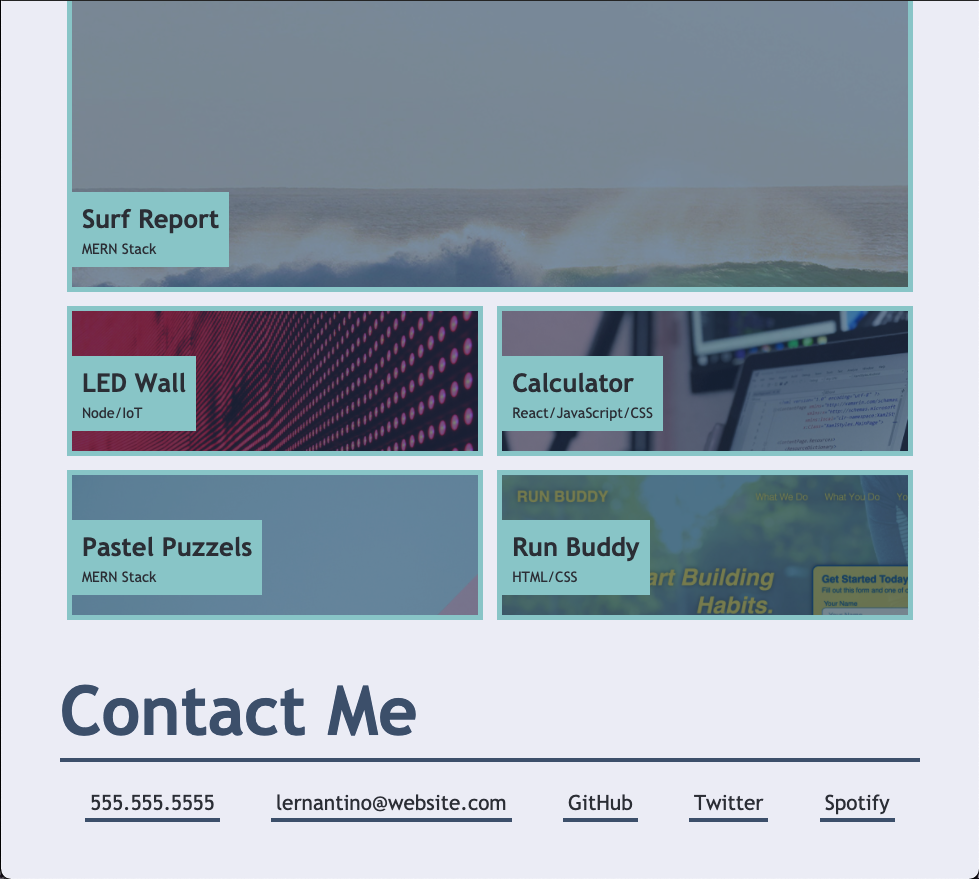 Surf Report
MERN Stack
LED Wall
Node/IoT
Calculator
React/JavaScript/CSS
Pastel Puzzels
MERN Stack
RUN BUDDY
What We Do What You Do
Run Buddy
HTML/CSS
art Building
Habits.
Get Started Today
Fill out this form and one of
Your Name
Your Name
Contact Me
555.555.5555
lernantino@website.com
GitHub
Twitter
Spotify